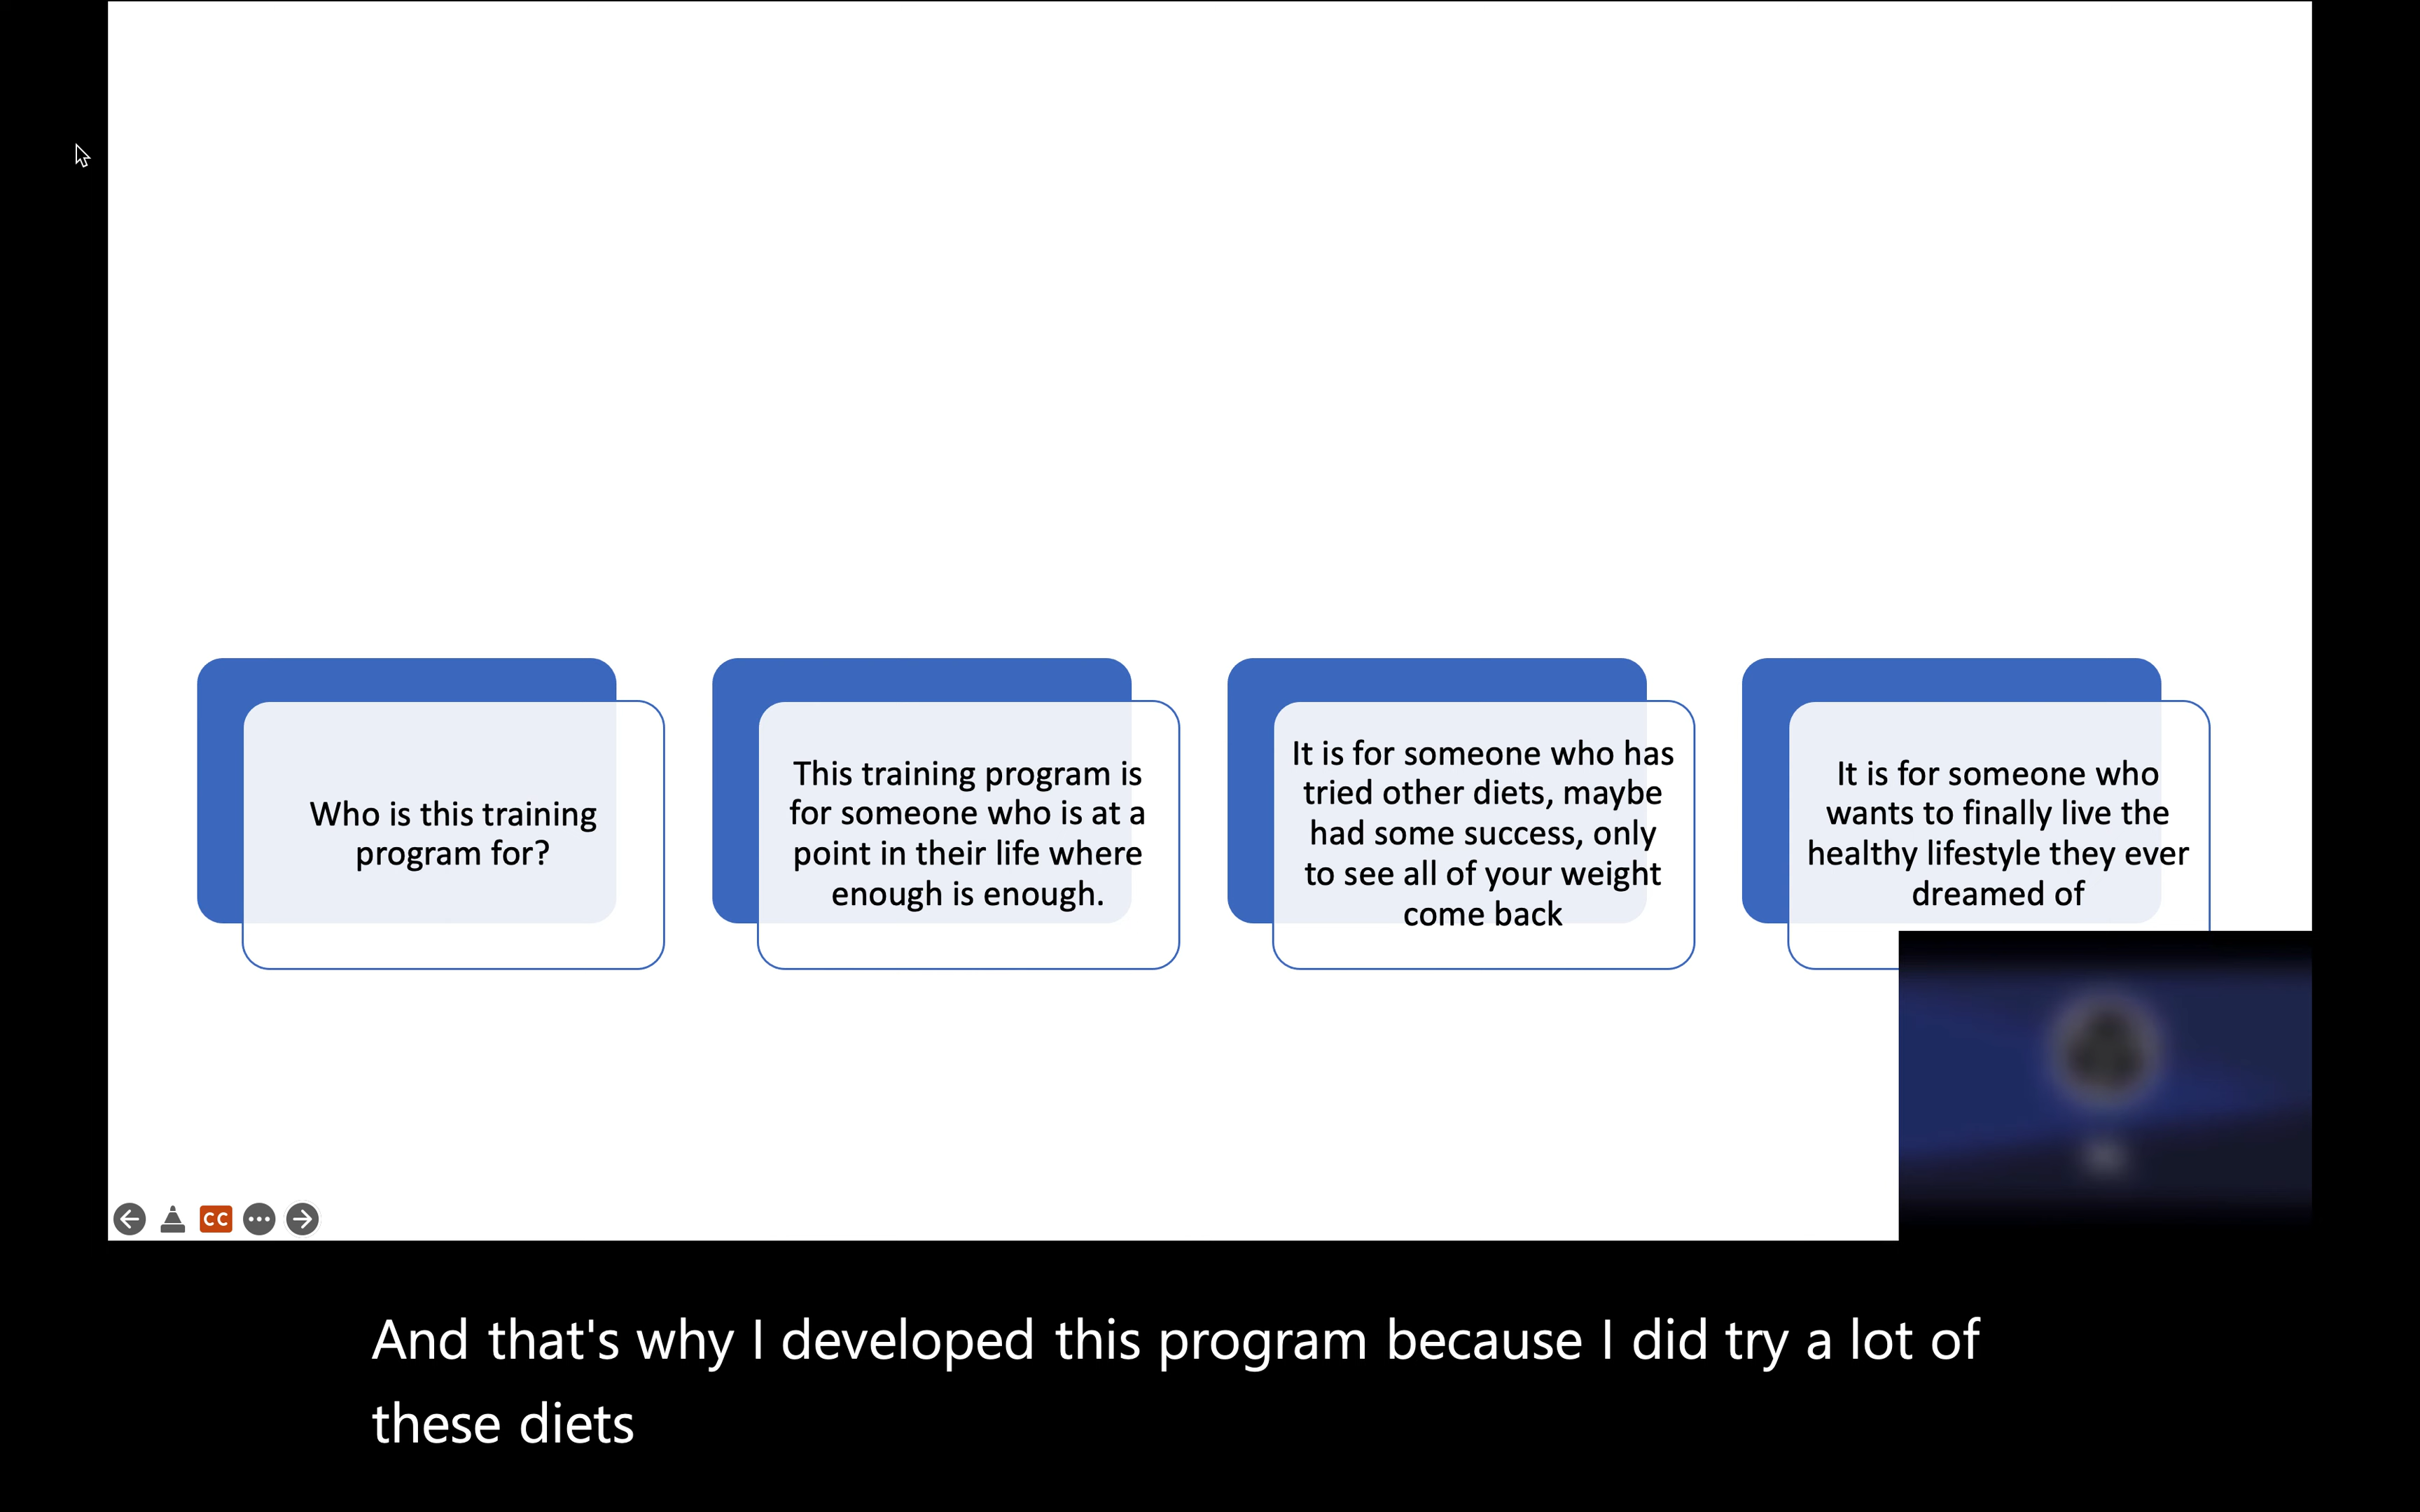 Who is this training
program for?
This training program is
for someone who is at a
point in their life where
enough is enough.
It is for someone who has
tried other diets, maybe
had some success, only
to see all of your weight
come back
It is for someone who
wants to finally live the
healthy lifestyle they ever
dreamed of
CC
And that's why I developed this program because I did try a lot of
these diets